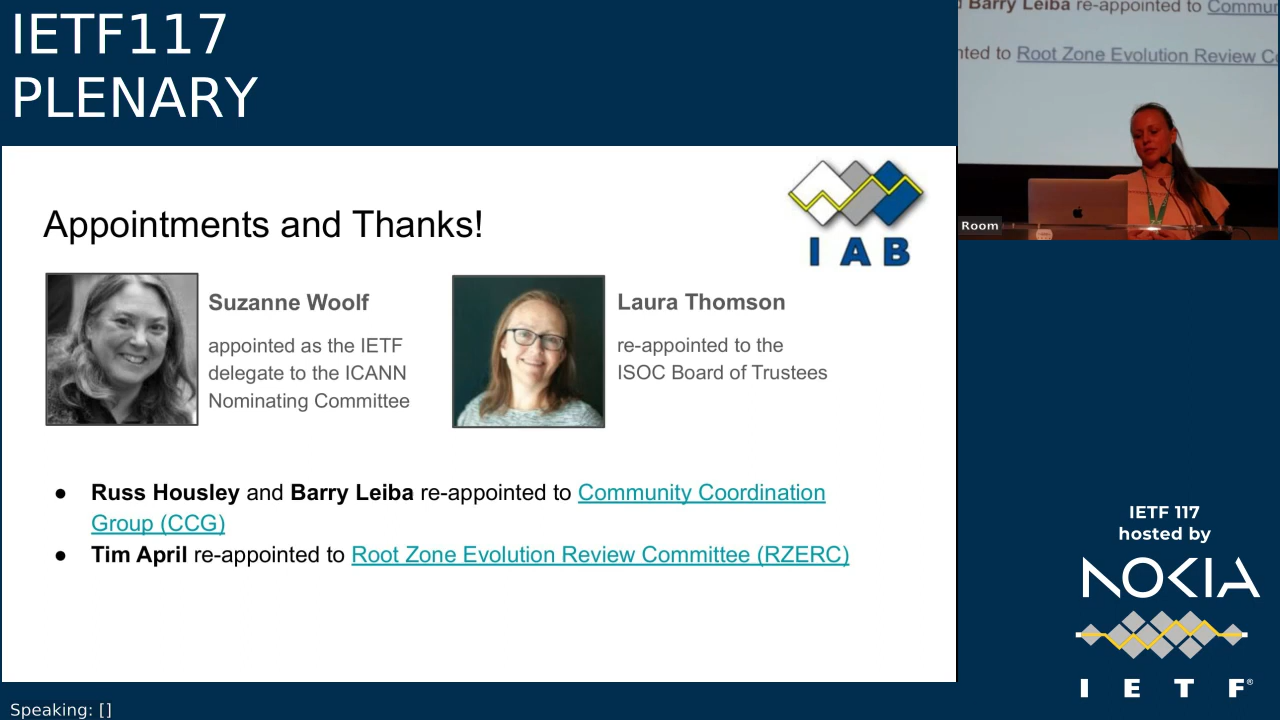 IETF117
PLENARY
Appointments and Thanks!
IAB
Suzanne Woolf
appointed as the IETF
delegate to the ICANN
Nominating Committee
Laura Thomson
re-appointed to the
ISOC Board of Trustees
● Russ Housley and Barry Leiba re-appointed to Community Coordination
Group (CCG)
● Tim April re-appointed to Root Zone Evolution Review Committee (RZERC)
Barry Leiba re-appointed to Commu
nted to Root Zone Evolution Review C
Room
IETF 117
hosted by
NOKIA
IETF®
Speaking: []